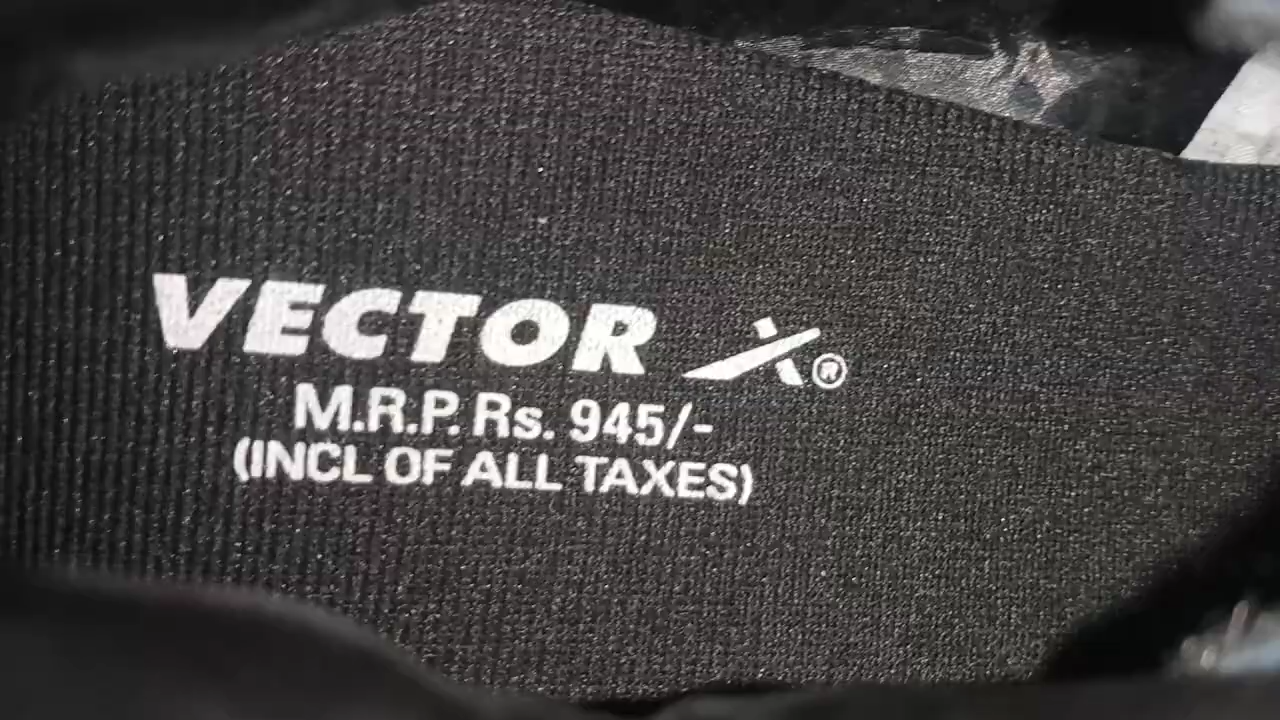 VECTOR X®
M.R.P. Rs. 945/-
(INCL OF ALL TAXES)